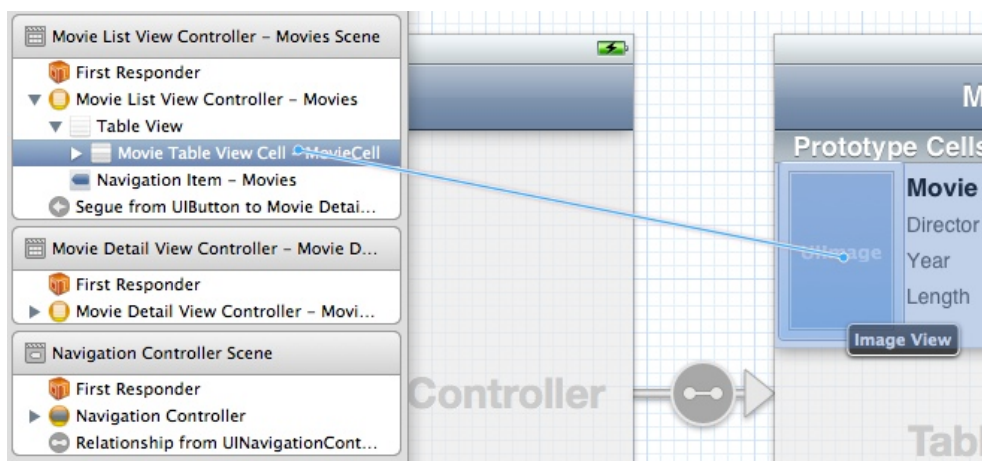 Movie List View Controller – Movies Scene
First Responder
Movie List View Controller – Movies
Table View
Movie Table View Cell – MovieCell
Navigation Item – Movies
Segue from UIButton to Movie Detai...
Movie Detail View Controller – Movie D...
First Responder
Movie Detail View Controller – Movi...
Navigation Controller Scene
First Responder
Navigation Controller
Relationship from UINavigationCont...
Controller
M
Prototype Cells
UIImage
Movie
Director
Year
Length
Image View
Tabl